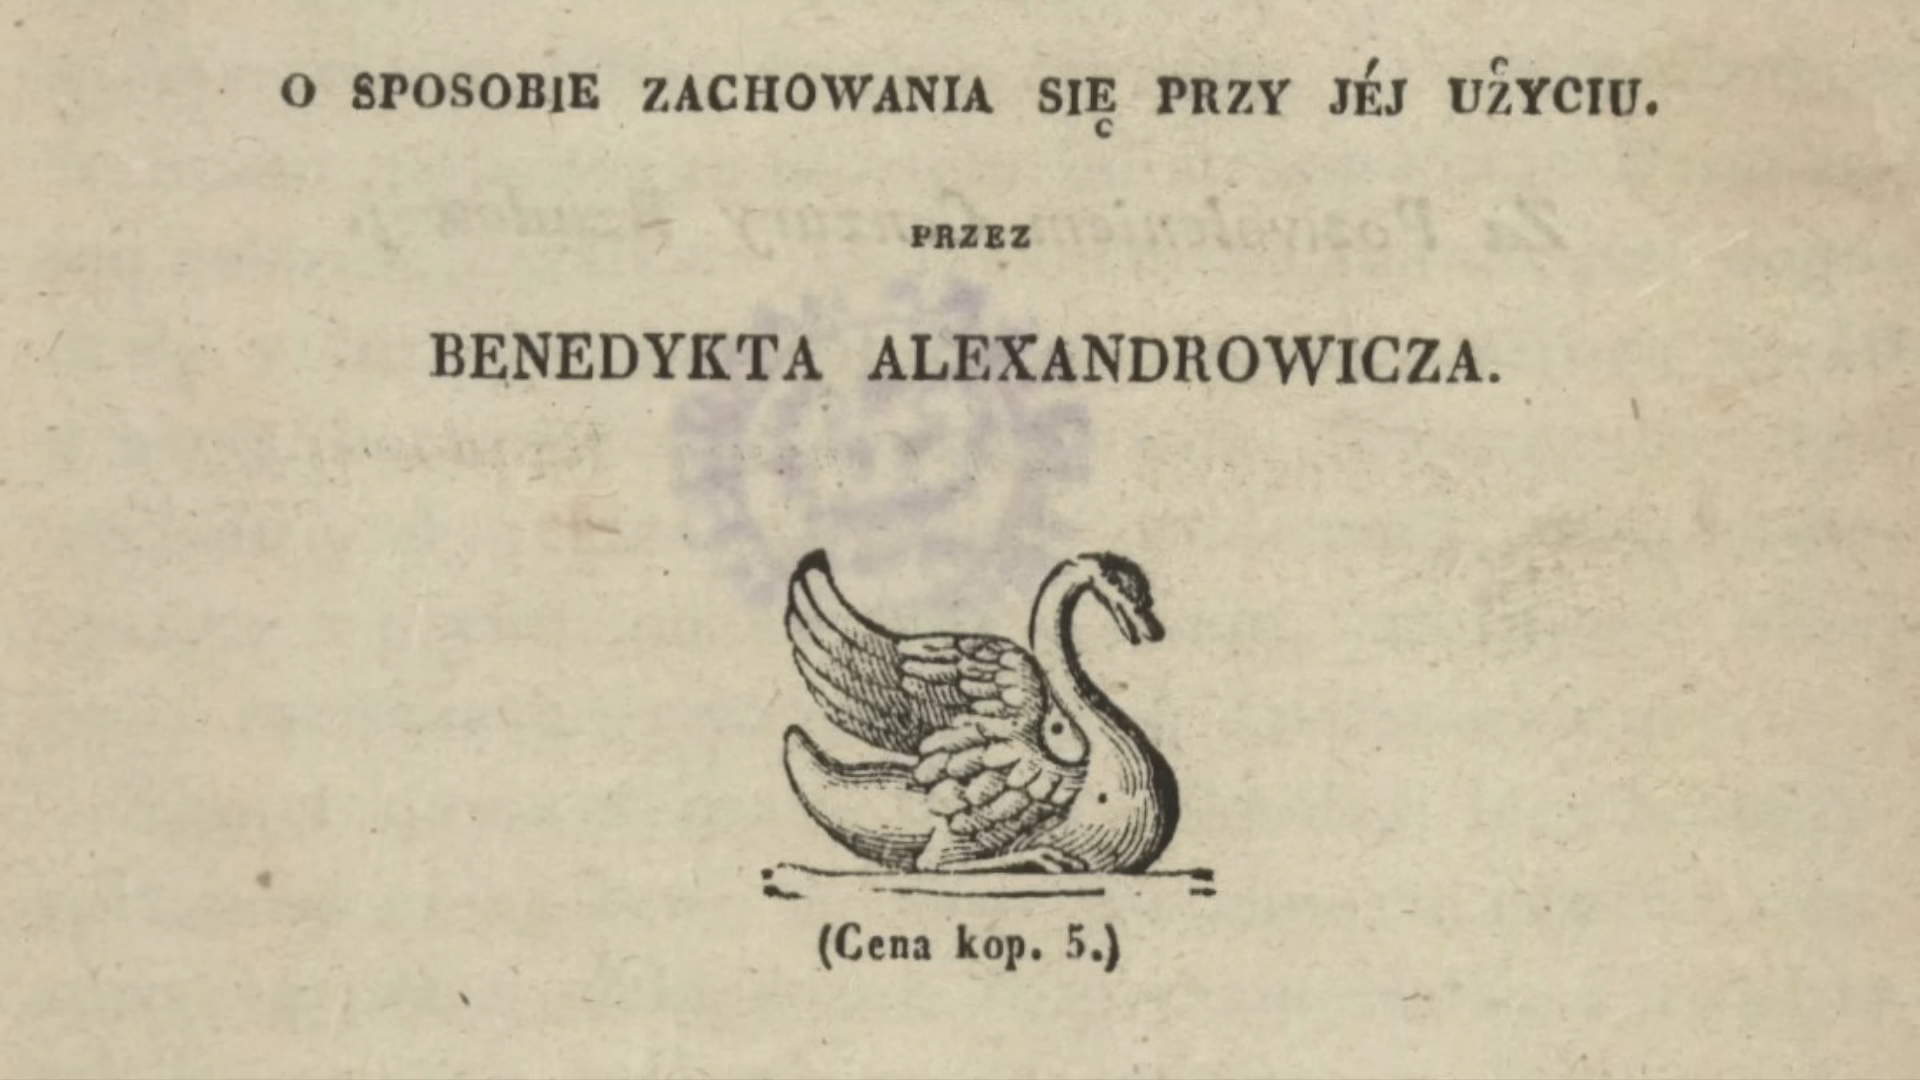 O SPOSOBIE ZACHOWANIA SIĘ PRZY JÉJ UŻYCIU.
PRZEZ
BENEDYKTA ALEXANDROWICZA.
(Cena kop. 5.)